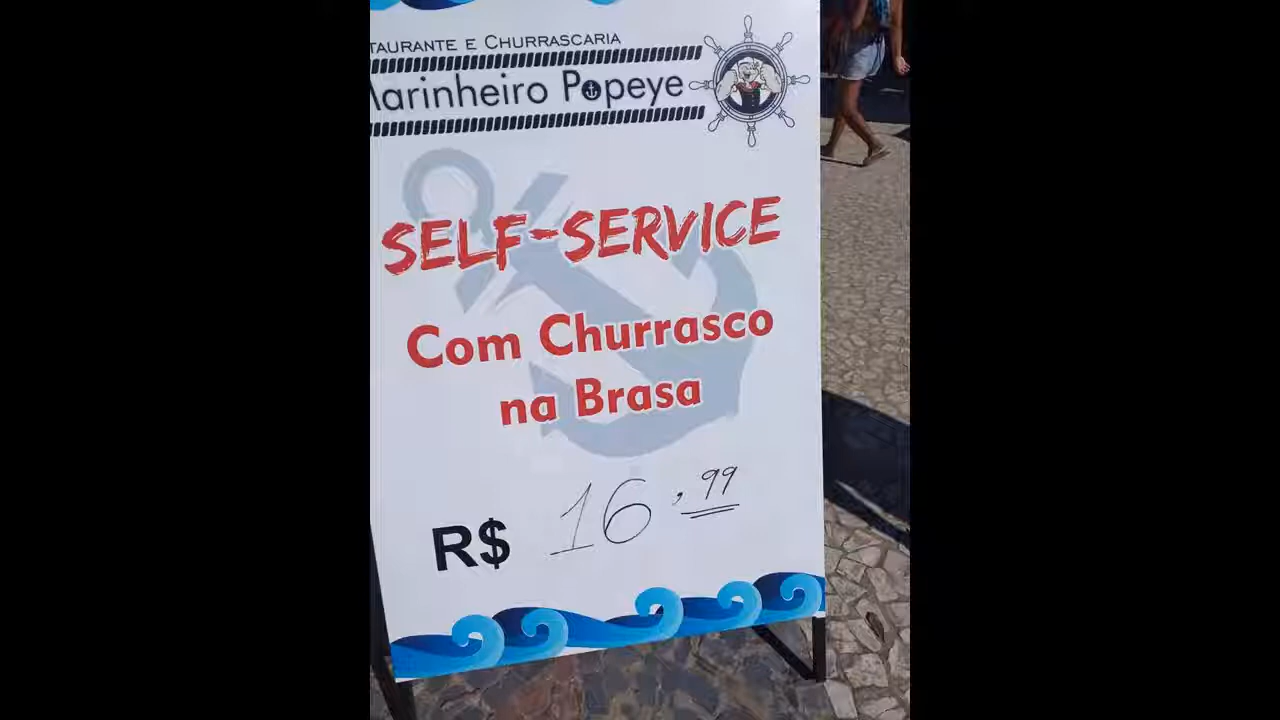 TAURANTE E CHURRASCARIA
Marinheiro Popeye
SELF-SERVICE
Com Churrasco
na Brasa
R$ 16,99